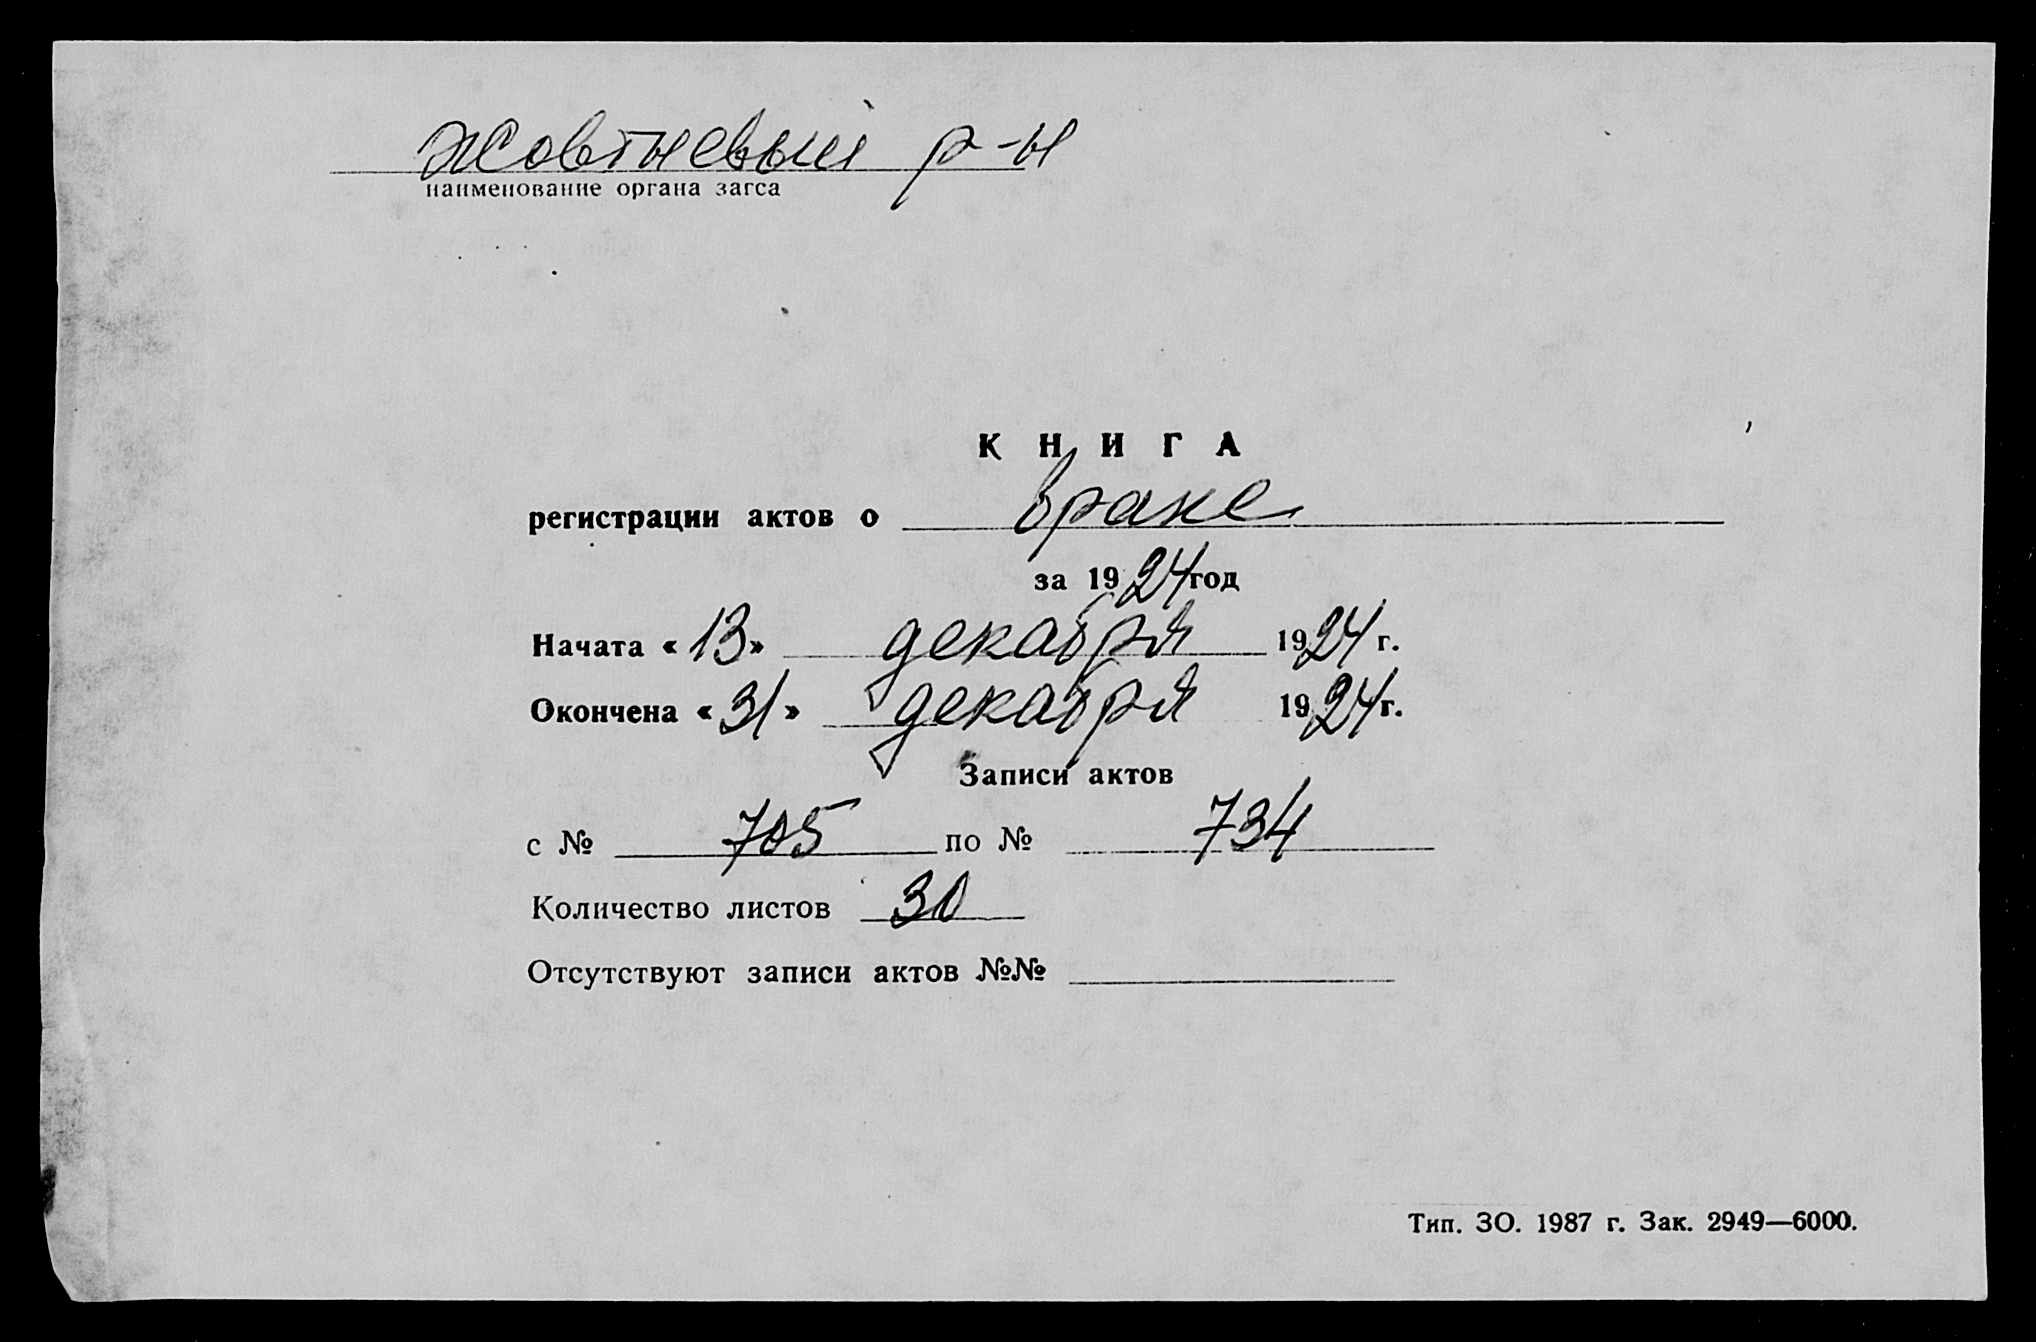 Жовтневый р-н
наименование органа загса
КНИГА
регистрации актов о браке
за 1924 год
Начата «13» декабря 1924 г.
Окончена «31» декабря 1924 г.
Записи актов
с № 705 по № 734
Количество листов 30
Отсутствуют записи актов №№
Тип. ЗО. 1987 г. Зак. 2949—6000.